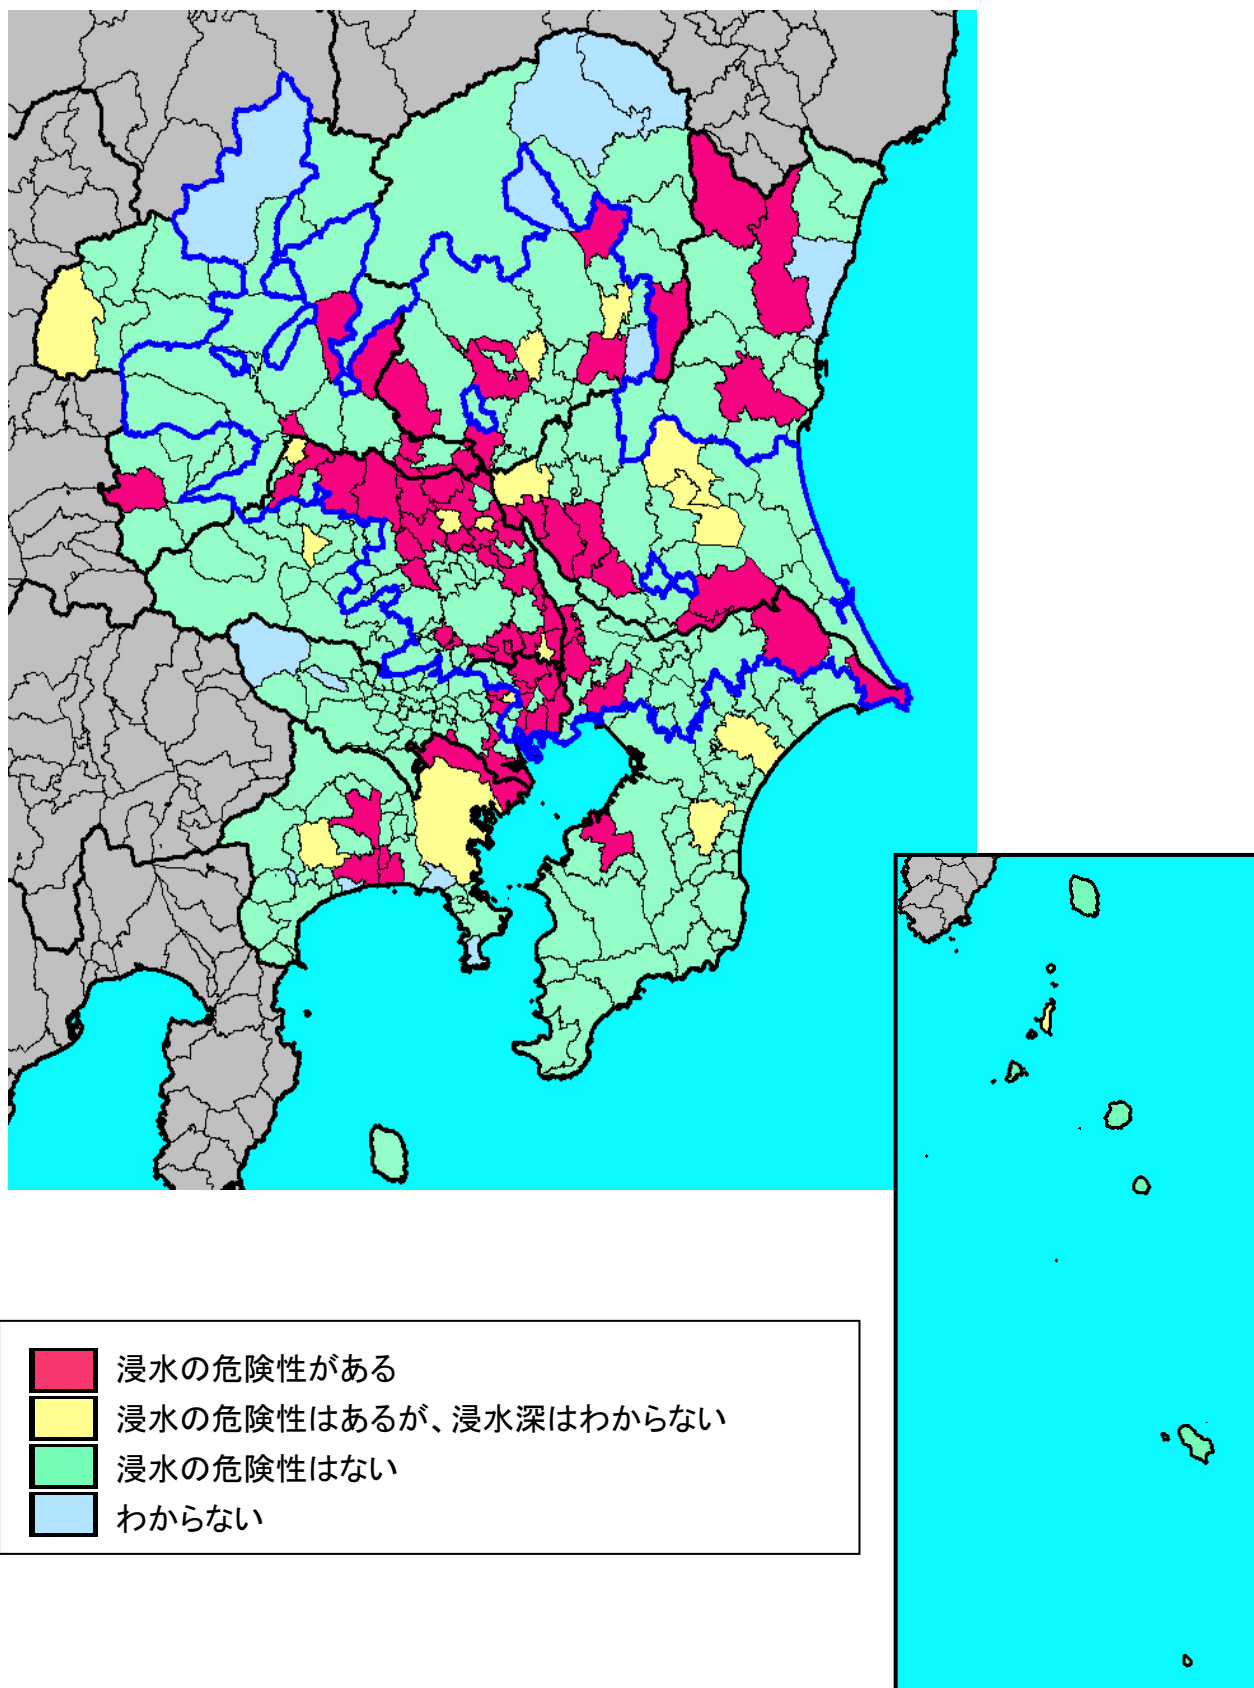 浸水の危険性がある
浸水の危険性はあるが、浸水深はわからない
浸水の危険性はない
わからない